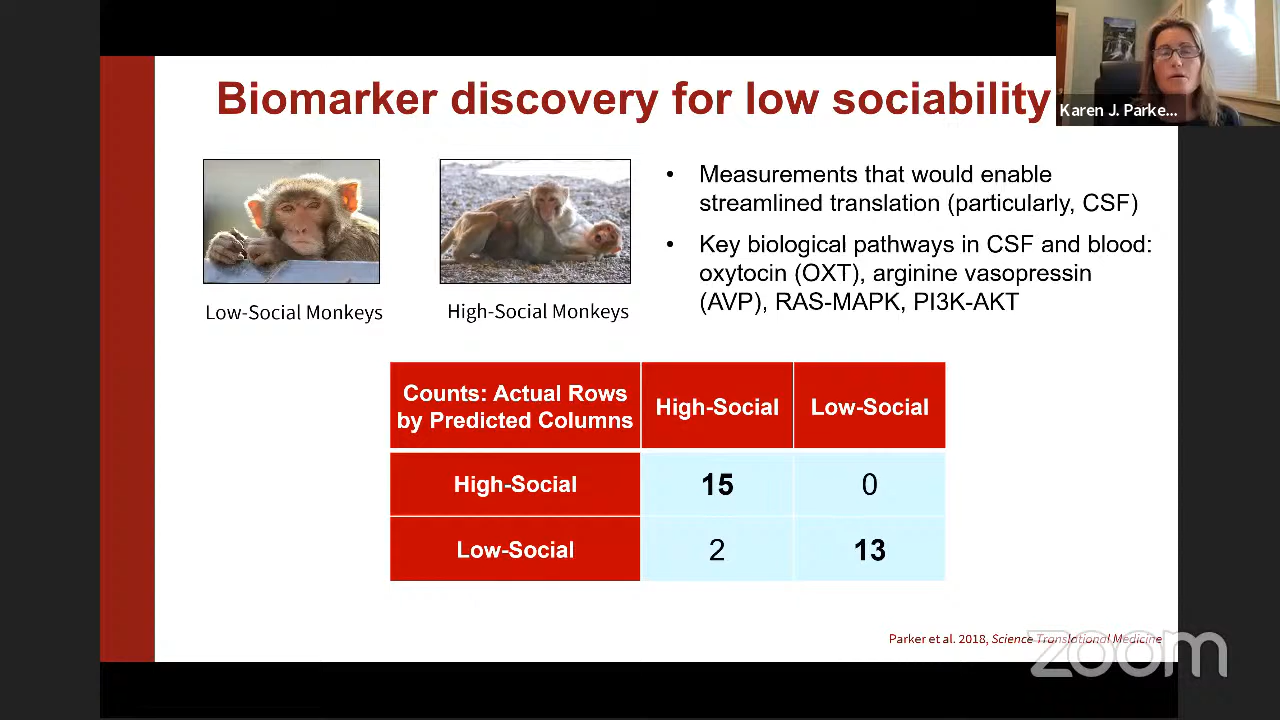 Biomarker discovery for low sociability
Karen J. Parke...
Measurements that would enable
streamlined translation (particularly, CSF)
Key biological pathways in CSF and blood:
oxytocin (OXT), arginine vasopressin
(AVP), RAS-MAPK, PI3K-AKT
Low-Social Monkeys
High-Social Monkeys
Counts: Actual Rows
by Predicted Columns
High-Social
Low-Social
High-Social
15
0
Low-Social
2
13
Parker et al. 2018, Science Translational Medicine
zoom